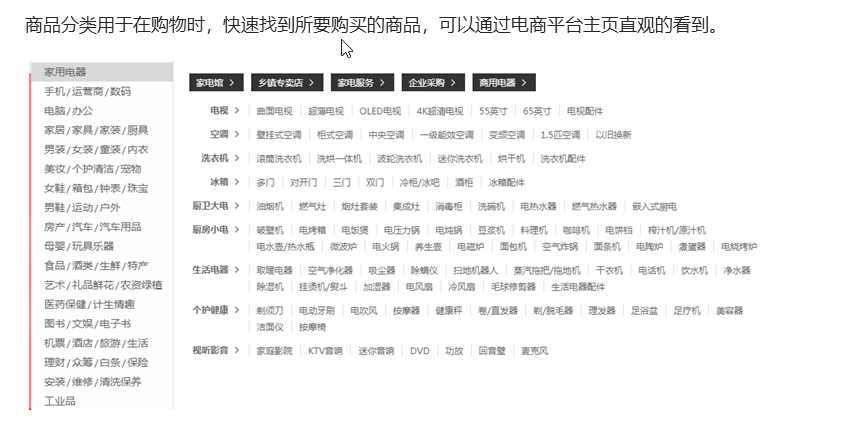 商品分类用于在购物时，快速找到所要购买的商品，可以通过电商平台主页直观的看到。
家用电器
手机/运营商/数码
电脑/办公
家居/家具/家装/厨具
男装/女装/童装/内衣
美妆/个护清洁/宠物
女鞋/箱包/钟表/珠宝
男鞋/运动/户外
房产/汽车/汽车用品
母婴/玩具乐器
食品/酒类/生鲜/特产
艺术/礼品鲜花/农资绿植
医药保健/计生情趣
图书/文娱/电子书
机票/酒店/旅游/生活
理财/众筹/白条/保险
安装/维修/清洗保养
工业品
家电馆 > 乡镇专卖店 > 家电服务 > 企业采购 > 商用电器 >
电视 > 曲面电视 超薄电视 OLED电视 4K超清电视 55英寸 65英寸 电视配件
空调 > 壁挂式空调 柜式空调 中央空调 一级能效空调 变频空调 1.5匹空调 以旧换新
洗衣机 > 滚筒洗衣机 洗烘一体机 波轮洗衣机 迷你洗衣机 烘干机 洗衣机配件
冰箱 > 多门 对开门 三门 双门 冷柜/冰吧 酒柜 冰箱配件
厨卫大电 > 油烟机 燃气灶 烟灶套装 集成灶 消毒柜 洗碗机 电热水器 燃气热水器 嵌入式厨电
厨房小电 > 破壁机 电烤箱 电饭煲 电压力锅 电炖锅 豆浆机 料理机 咖啡机 电饼铛 榨汁机/原汁机
电水壶/热水瓶 微波炉 电火锅 养生壶 电磁炉 面包机 空气炸锅 面条机 电陶炉 煮蛋器 电烧烤炉
生活电器 > 取暖电器 空气净化器 吸尘器 除螨仪 扫地机器人 蒸汽拖把/拖地机 干衣机 电话机 饮水机 净水器
除湿机 挂烫机/熨斗 加湿器 电风扇 冷风扇 毛球修剪器 生活电器配件
个护健康 > 剃须刀 电动牙刷 电吹风 按摩器 健康秤 卷/直发器 剃/脱毛器 理发器 足浴盆 足疗机 美容器
洁面仪 按摩椅
视听影音 > 家庭影院 KTV音响 迷你音响 DVD 功放 回音壁 麦克风